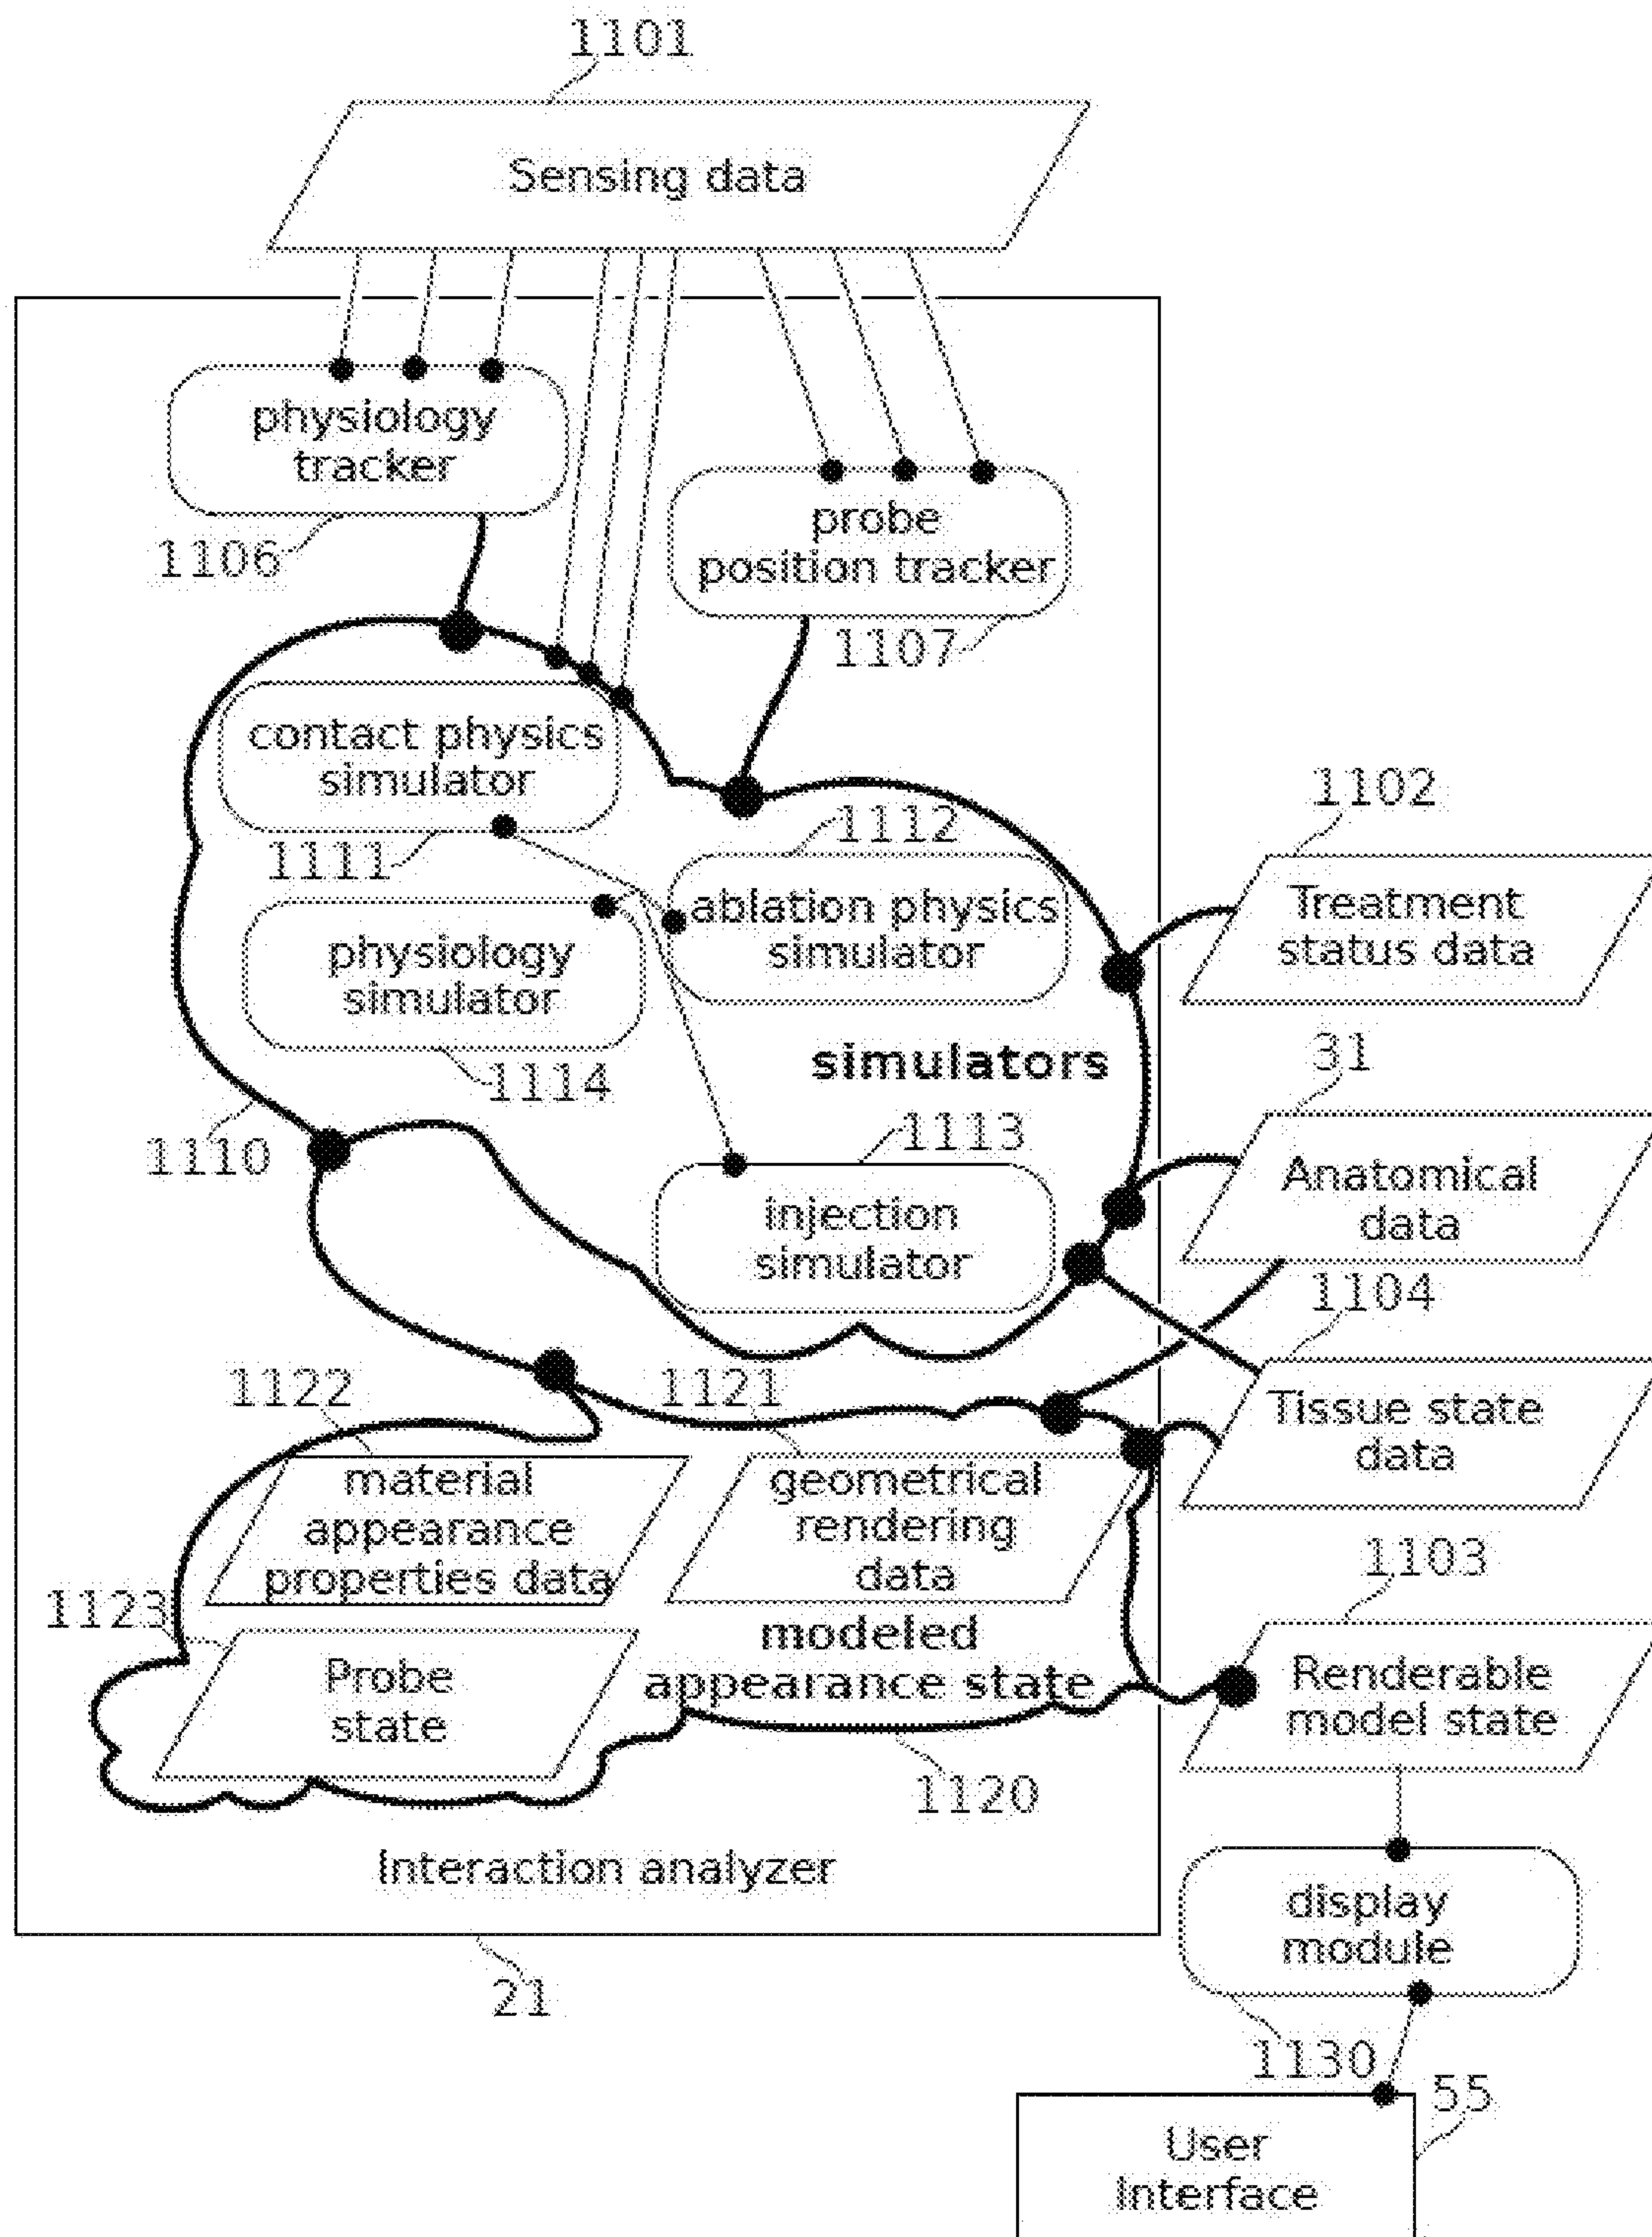 1101
Sensing data
physiology
tracker
1106
probe
position tracker
1107
contact physics
simulator
1111
1112
ablation physics
simulator
physiology
simulator
1114
simulators
1110
1113
injection
simulator
1102
Treatment
status data
31
Anatomical
data
1104
Tissue state
data
1122
1121
material
appearance
properties data
geometrical
rendering
data
1123
Probe
state
modeled
appearance state
1120
1103
Renderable
model state
Interaction analyzer
21
display
module
1130
55
User
Interface